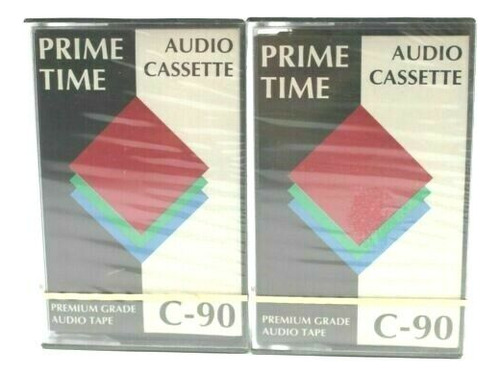 PRIME
TIME
AUDIO
CASSETTE
PREMIUM GRADE
AUDIO TAPE
C-90
PRIME
TIME
AUDIO
CASSETTE
PREMIUM GRADE
AUDIO TAPE
C-90